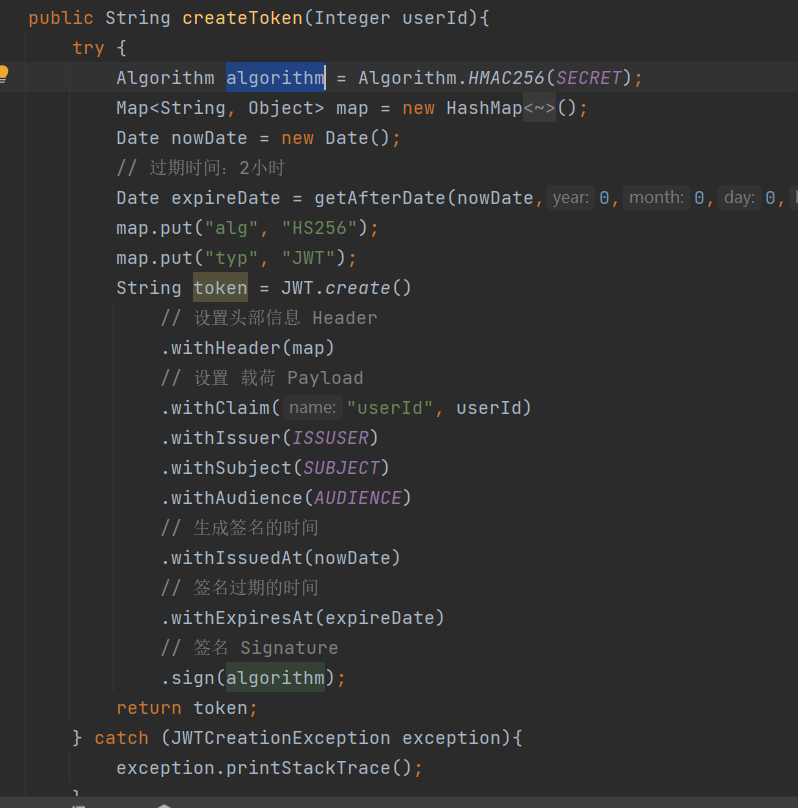 public String createToken(Integer userId){
try {
Algorithm algorithm = Algorithm.HMAC256(SECRET);
Map<String, Object> map = new HashMap<~>();
Date nowDate = new Date();
// 过期时间：2小时
Date expireDate = getAfterDate(nowDate, year: 0, month: 0, day: 0,
map.put("alg", "HS256");
map.put("typ", "JWT");
String token = JWT.create()
// 设置头部信息 Header
.withHeader(map)
// 设置 载荷 Payload
.withClaim( name: "userId", userId)
.withIssuer(ISSUSER)
.withSubject(SUBJECT)
.withAudience(AUDIENCE)
// 生成签名的时间
.withIssuedAt(nowDate)
// 签名过期的时间
.withExpiresAt(expireDate)
// 签名 Signature
.sign(algorithm);
return token;
} catch (JWTCreationException exception){
exception.printStackTrace();
}